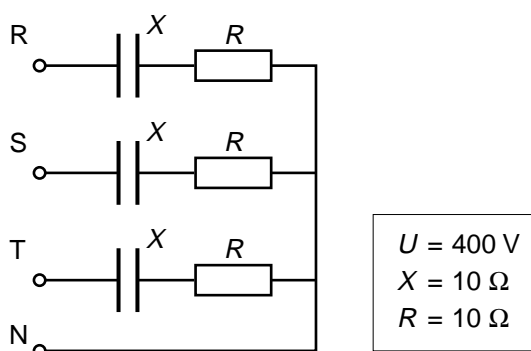 R X R
S X R
T X R
N
U = 400 V
X = 10 Ω
R = 10 Ω